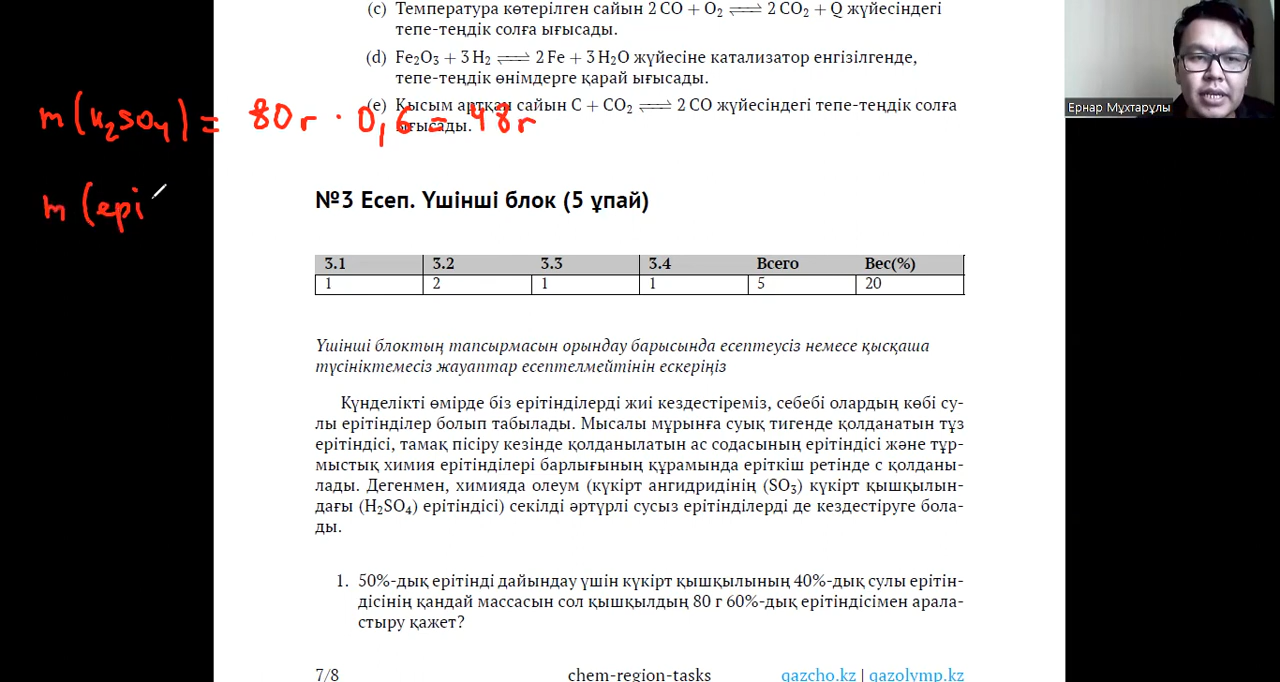 (c) Температура көтерілген сайын 2 CO + O₂ ⇌ 2 CO₂ + Q жүйесіндегі
тепе-теңдік солға ығысады.
(d) Fe₂O₃ + 3 H₂ ⇌ 2 Fe + 3 H₂O жүйесіне катализатор енгізілгенде,
тепе-теңдік өнімдерге қарай ығысады.
(e) Қысым артқан сайын C + CO₂ ⇌ 2 CO жүйесіндегі тепе-теңдік солға
ығысады.
m(K₂SO₄) = 80г · 0,6 = 48г
m(ері
Ернар Мұхтарұлы
№3 Есеп. Үшінші блок (5 ұпай)
3.1 3.2 3.3 3.4 Всего Вес(%)
1 2 1 1 5 20
Үшінші блоктың тапсырмасын орындау барысында есептеусіз немесе қысқаша
түсініктемесіз жауаптар есептелмейтінін ескеріңіз
Күнделікті өмірде біз ерітінділерді жиі кездестіреміз, себебі олардың көбі су-
лы ерітінділер болып табылады. Мысалы мұрынға суық тигенде қолданатын тұз
ерітіндісі, тамақ пісіру кезінде қолданылатын ас содасының ерітіндісі және тұр-
мыстық химия ерітінділері барлығының құрамында еріткіш ретінде с қолданы-
лады. Дегенмен, химияда олеум (күкірт ангидридінің (SO₃) күкірт қышқылын-
дағы (H₂SO₄) ерітіндісі) секілді әртүрлі сусыз ерітінділерді де кездестіруге бола-
ды.
1. 50%-дық ерітінді дайындау үшін күкірт қышқылының 40%-дық сулы ерітін-
дісінің қандай массасын сол қышқылдың 80 г 60%-дық ерітіндісімен арала-
стыру қажет?
7/8 chem-region-tasks qazcho.kz | qazolymp.kz